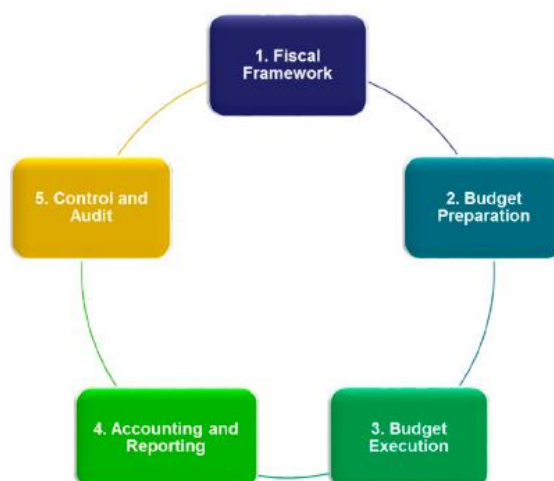 1. Fiscal
Framework
2. Budget
Preparation
3. Budget
Execution
4. Accounting and
Reporting
5. Control and
Audit